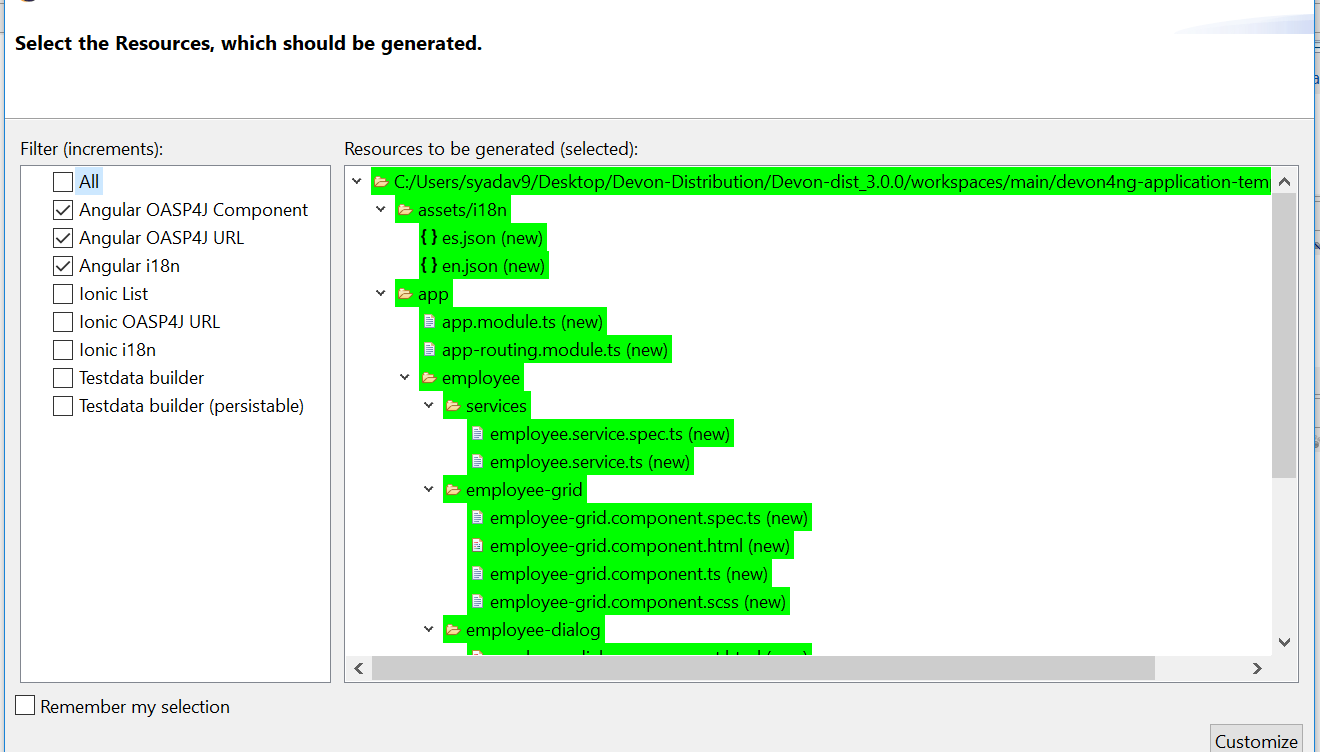 Select the Resources, which should be generated.
Filter (increments):
All
Angular OASP4J Component
Angular OASP4J URL
Angular i18n
Ionic List
Ionic OASP4J URL
Ionic i18n
Testdata builder
Testdata builder (persistable)
Resources to be generated (selected):
C:/Users/syadav9/Desktop/Devon-Distribution/Devon-dist_3.0.0/workspaces/main/devon4ng-application-tem
assets/i18n
{} es.json (new)
{} en.json (new)
app
app.module.ts (new)
app-routing.module.ts (new)
employee
services
employee.service.spec.ts (new)
employee.service.ts (new)
employee-grid
employee-grid.component.spec.ts (new)
employee-grid.component.html (new)
employee-grid.component.ts (new)
employee-grid.component.scss (new)
employee-dialog
Remember my selection
Customize